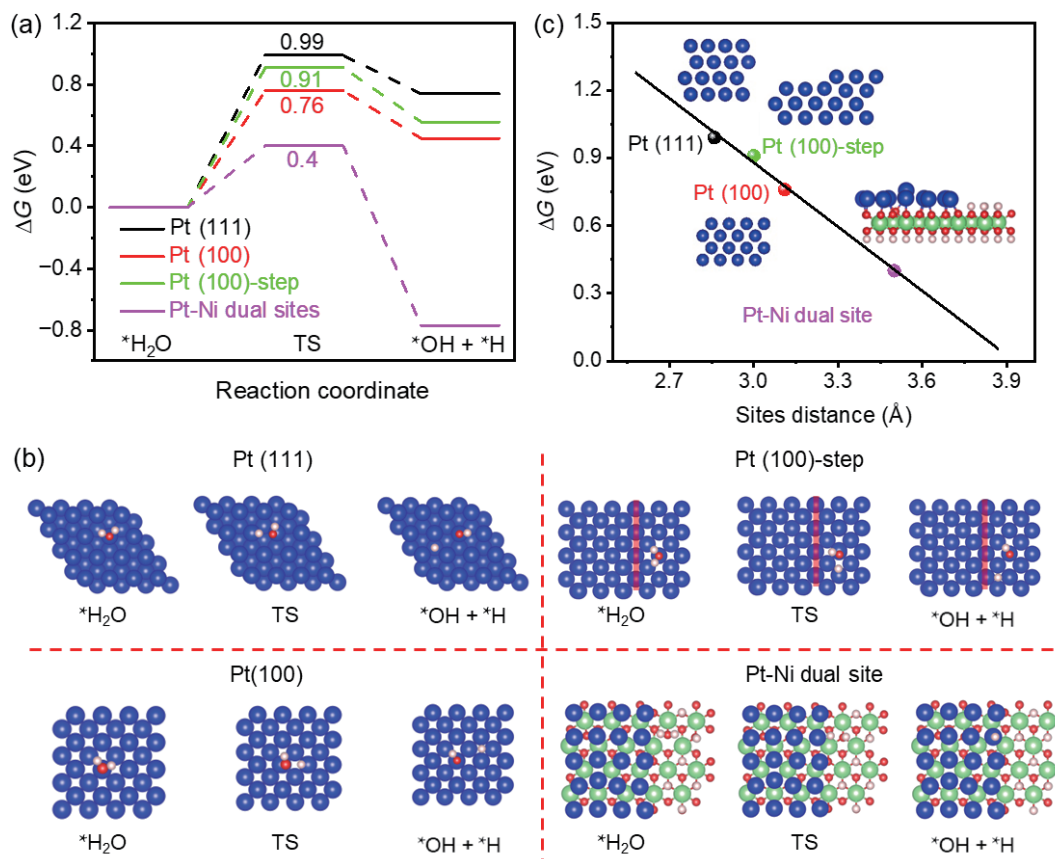 (a)
1.2
0.8
0.4
0.0
−0.4
−0.8
ΔG (eV)
0.99
0.91
0.76
0.4
Pt (111)
Pt (100)
Pt (100)-step
Pt-Ni dual sites
*H₂O
TS
*OH + *H
Reaction coordinate
(c)
1.5
1.2
0.9
0.6
0.3
0.0
ΔG (eV)
Pt (111)
Pt (100)-step
Pt (100)
Pt-Ni dual site
2.7 3.0 3.3 3.6 3.9
Sites distance (Å)
(b)
Pt (111)
*H₂O
TS
*OH + *H
Pt (100)-step
*H₂O
TS
*OH + *H
Pt(100)
*H₂O
TS
*OH + *H
Pt-Ni dual site
*H₂O
TS
*OH + *H